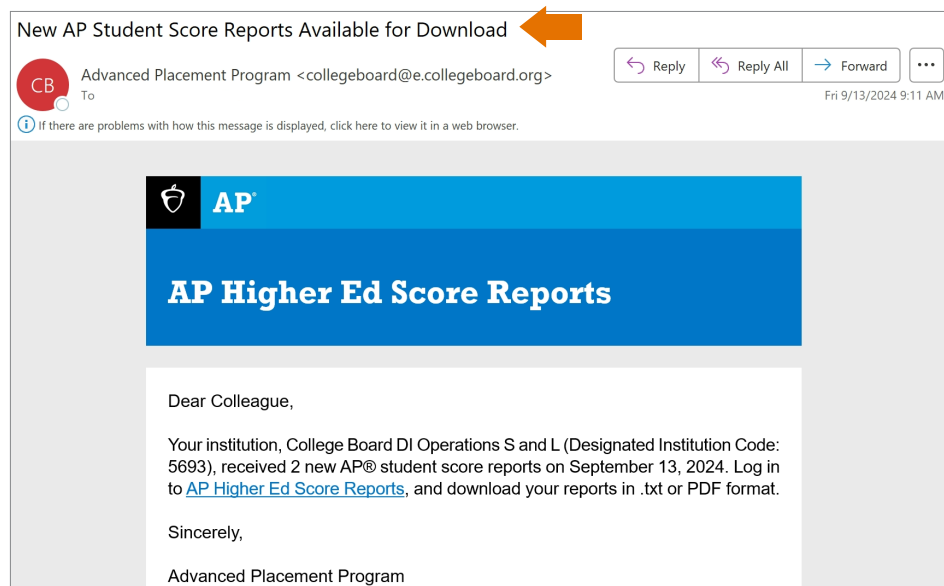 New AP Student Score Reports Available for Download
CB
Advanced Placement Program <collegeboard@e.collegeboard.org>
To
Reply
Reply All
Forward
Fri 9/13/2024 9:11 AM
If there are problems with how this message is displayed, click here to view it in a web browser.
AP®
AP Higher Ed Score Reports
Dear Colleague,
Your institution, College Board DI Operations S and L (Designated Institution Code:
5693), received 2 new AP® student score reports on September 13, 2024. Log in
to AP Higher Ed Score Reports, and download your reports in .txt or PDF format.
Sincerely,
Advanced Placement Program